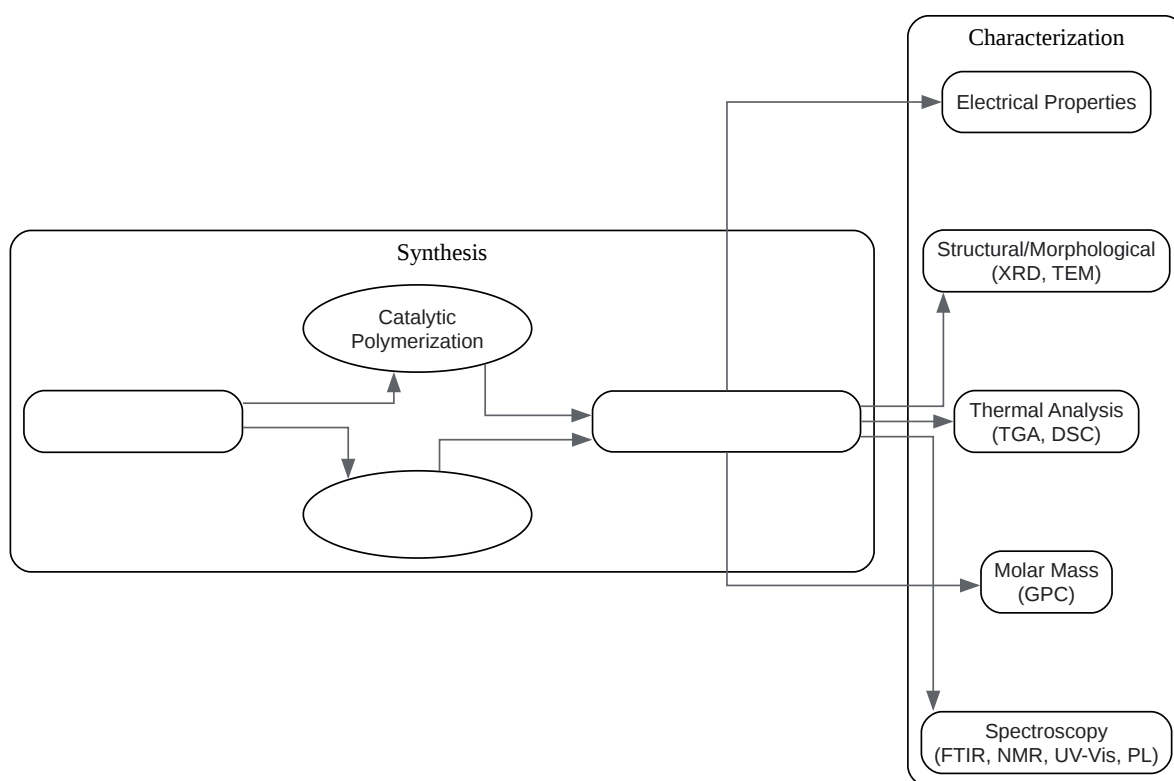 Characterization
Electrical Properties
Synthesis
Structural/Morphological
(XRD, TEM)
Catalytic
Polymerization
Thermal Analysis
(TGA, DSC)
Molar Mass
(GPC)
Spectroscopy
(FTIR, NMR, UV-Vis, PL)